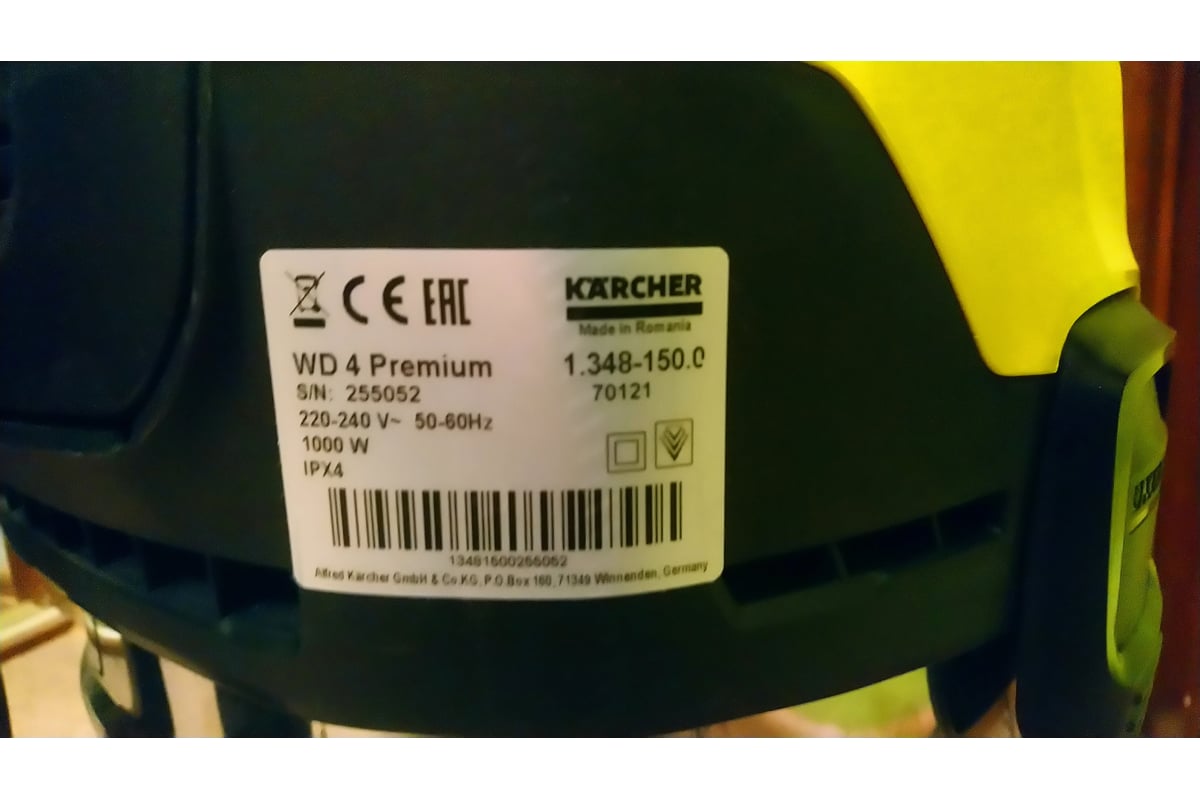 CE EAC KÄRCHER
Made in Romania
WD 4 Premium 1.348-150.0
S/N: 255052 70121
220-240 V~ 50-60Hz
1000 W
IPX4
13481500255052
Alfred Kärcher GmbH & Co.KG, P.O.Box 160, 71349 Winnenden, Germany